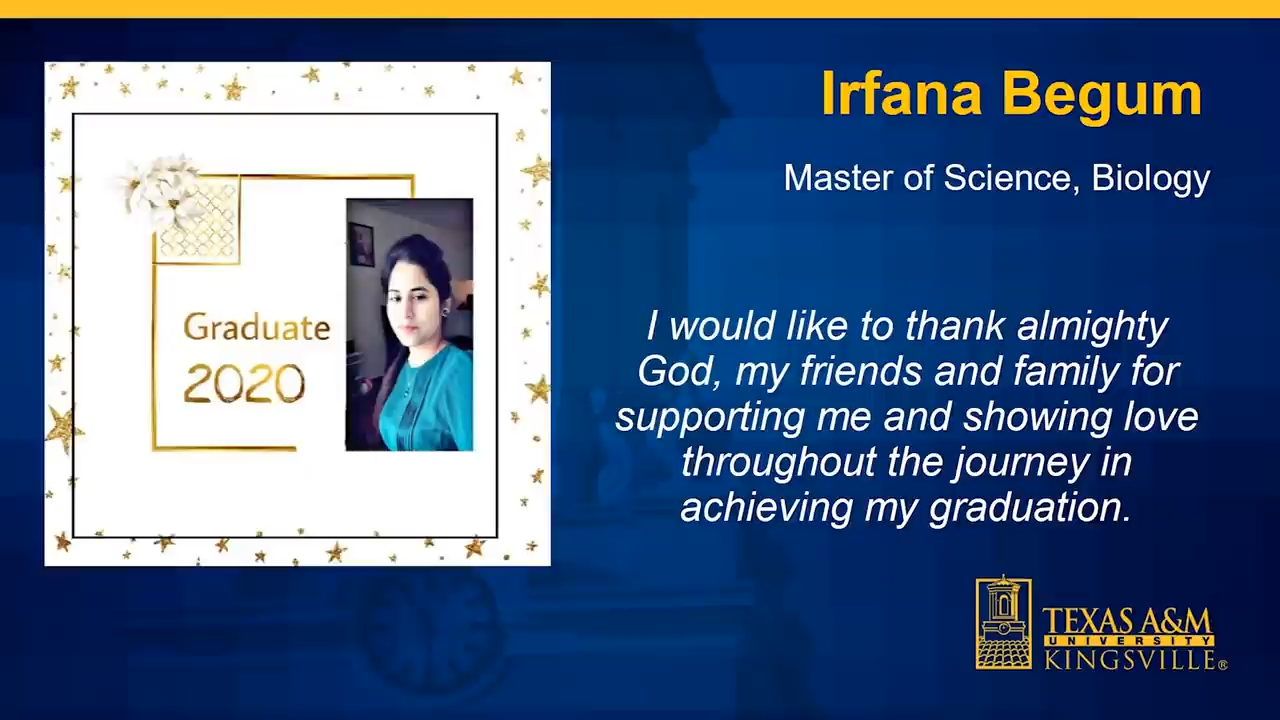 Irfana Begum
Master of Science, Biology
Graduate
2020
I would like to thank almighty
God, my friends and family for
supporting me and showing love
throughout the journey in
achieving my graduation.
TEXAS A&M
UNIVERSITY
KINGSVILLE®